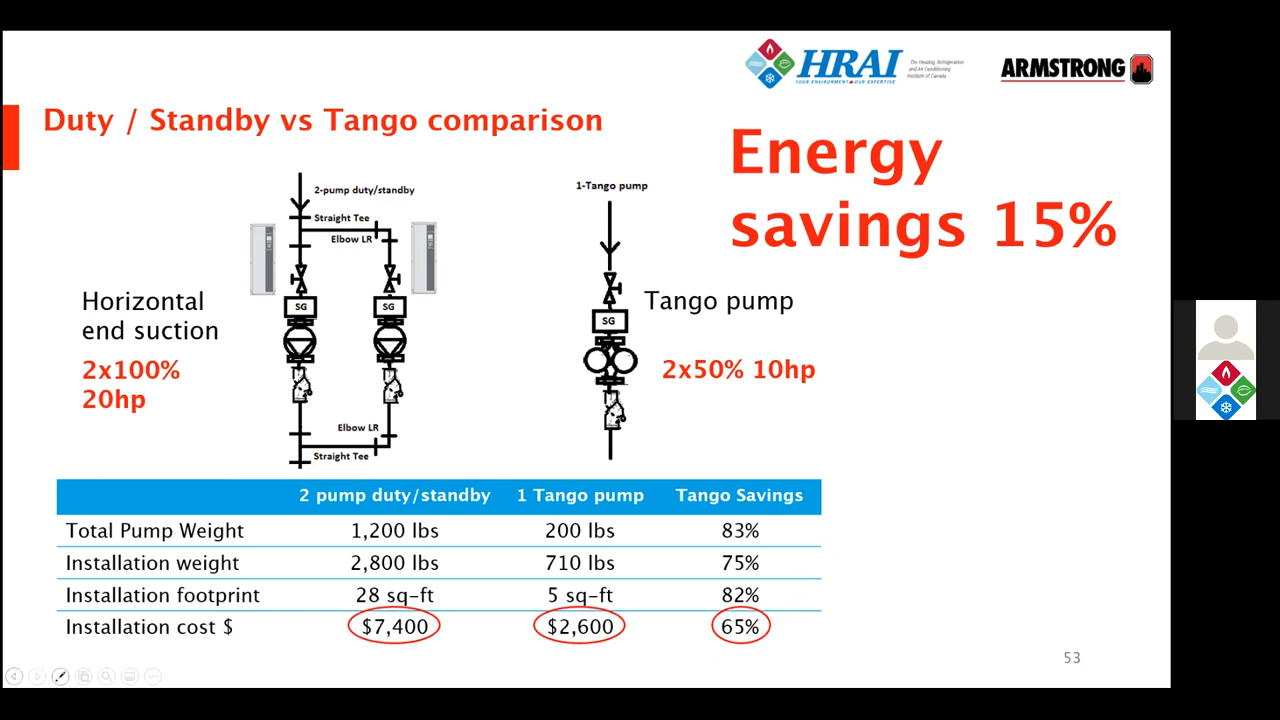 HRAI
The Heating, Refrigeration
and Air Conditioning
Institute of Canada
YOUR ENVIRONMENT • OUR EXPERTISE
ARMSTRONG
Duty / Standby vs Tango comparison
Energy
savings 15%
2-pump duty/standby
Straight Tee
Elbow LR
1-Tango pump
Horizontal
end suction
2x100%
20hp
SG
SG
SG
Tango pump
2x50% 10hp
Elbow LR
Straight Tee
2 pump duty/standby 1 Tango pump Tango Savings
Total Pump Weight 1,200 lbs 200 lbs 83%
Installation weight 2,800 lbs 710 lbs 75%
Installation footprint 28 sq-ft 5 sq-ft 82%
Installation cost $ $7,400 $2,600 65%
53